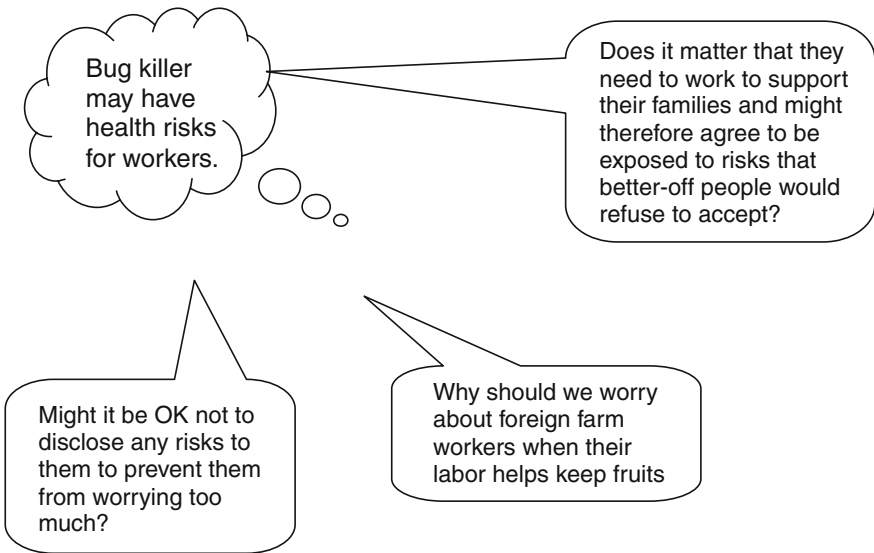 Bug killer
may have
health risks
for workers.
Does it matter that they
need to work to support
their families and might
therefore agree to be
exposed to risks that
better-off people would
refuse to accept?
Might it be OK not to
disclose any risks to
them to prevent them
from worrying too
much?
Why should we worry
about foreign farm
workers when their
labor helps keep fruits